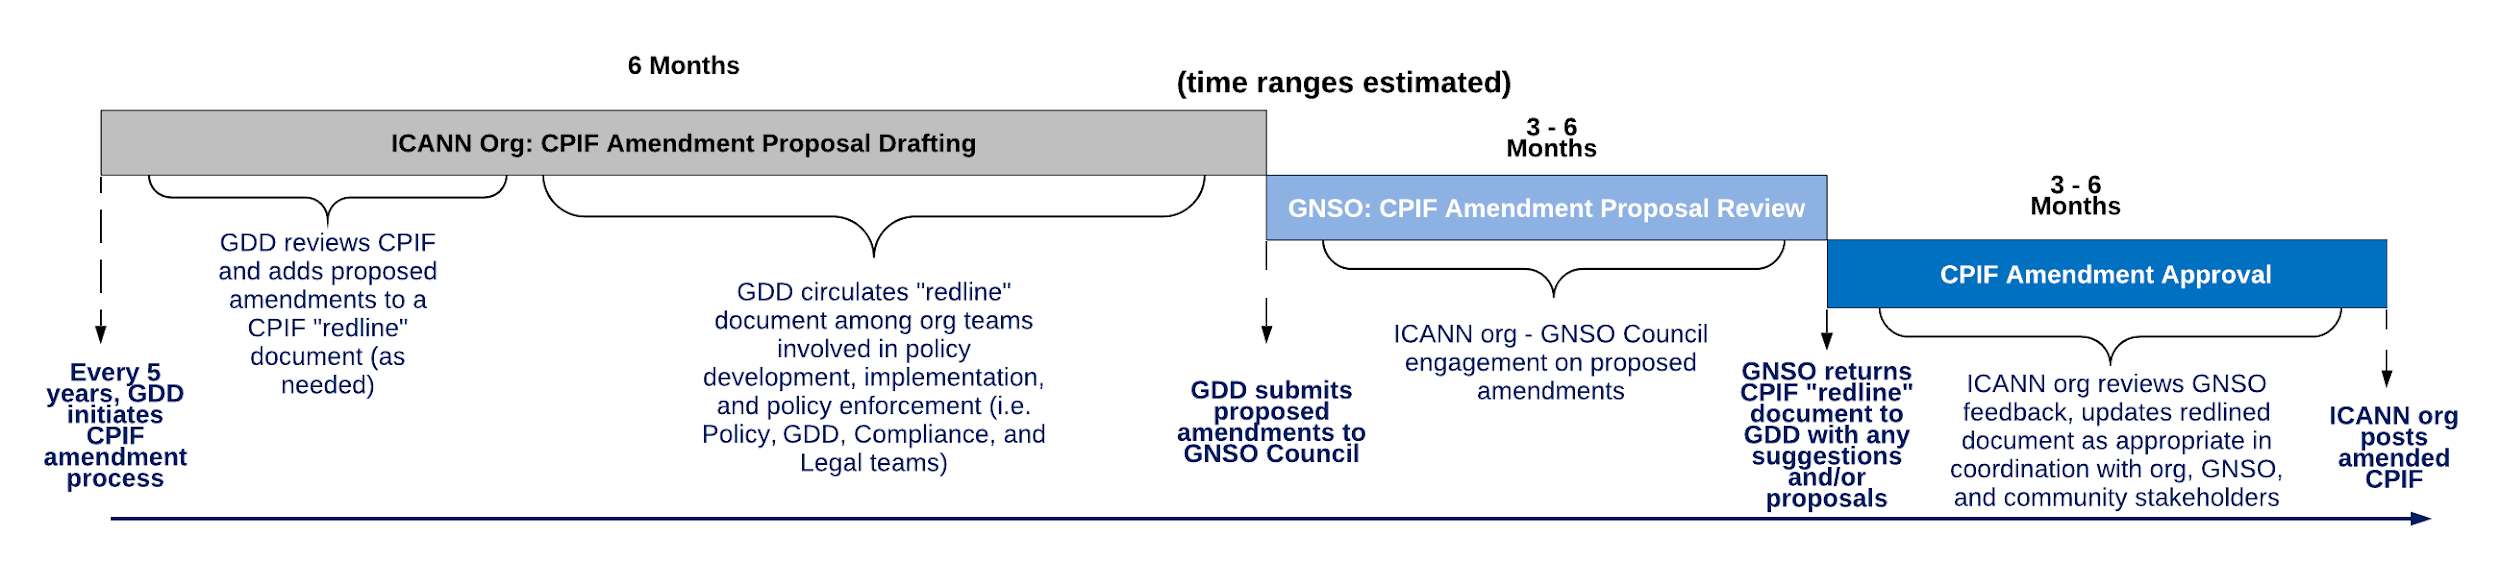 6 Months
(time ranges estimated)
ICANN Org: CPIF Amendment Proposal Drafting
3 - 6
Months
GNSO: CPIF Amendment Proposal Review
3 - 6
Months
CPIF Amendment Approval
Every 5
years, GDD
initiates
CPIF
amendment
process
GDD reviews CPIF
and adds proposed
amendments to a
CPIF "redline"
document (as
needed)
GDD circulates "redline"
document among org teams
involved in policy
development, implementation,
and policy enforcement (i.e.
Policy, GDD, Compliance, and
Legal teams)
GDD submits
proposed
amendments to
GNSO Council
ICANN org - GNSO Council
engagement on proposed
amendments
GNSO returns
CPIF "redline"
document to
GDD with any
suggestions
and/or
proposals
ICANN org reviews GNSO
feedback, updates redlined
document as appropriate in
coordination with org, GNSO,
and community stakeholders
ICANN org
posts
amended
CPIF